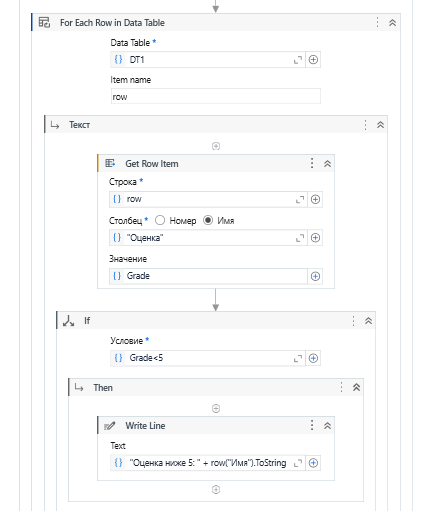 For Each Row in Data Table
Data Table *
DT1
Item name
row
Текст
Get Row Item
Строка *
row
Столбец * Номер Имя
"Оценка"
Значение
Grade
If
Условие *
Grade<5
Then
Write Line
Text
"Оценка ниже 5: " + row("Имя").ToString